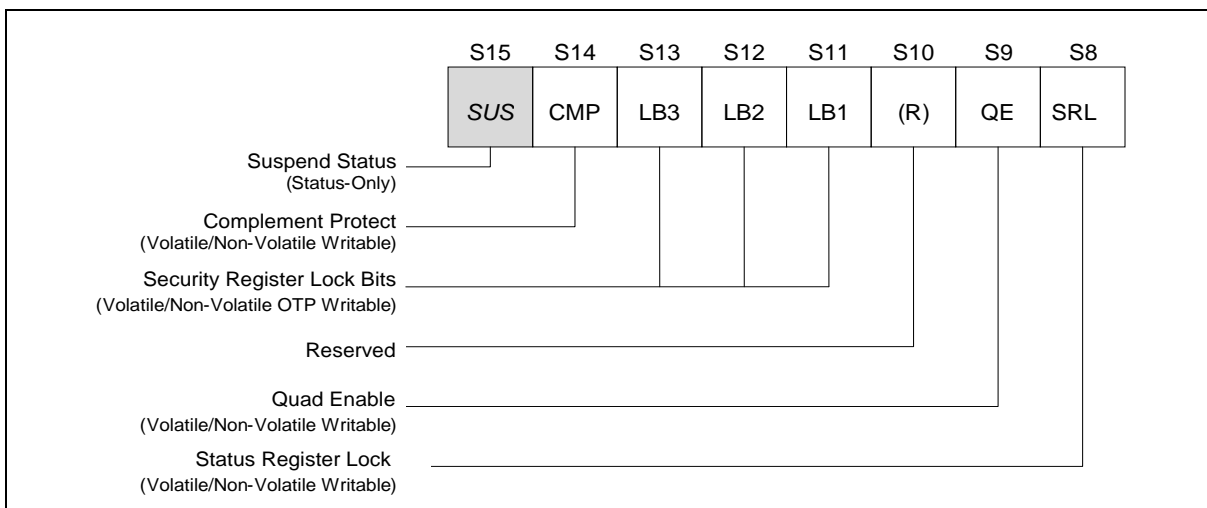 S15 S14 S13 S12 S11 S10 S9 S8
SUS CMP LB3 LB2 LB1 (R) QE SRL
Suspend Status
(Status-Only)
Complement Protect
(Volatile/Non-Volatile Writable)
Security Register Lock Bits
(Volatile/Non-Volatile OTP Writable)
Reserved
Quad Enable
(Volatile/Non-Volatile Writable)
Status Register Lock
(Volatile/Non-Volatile Writable)